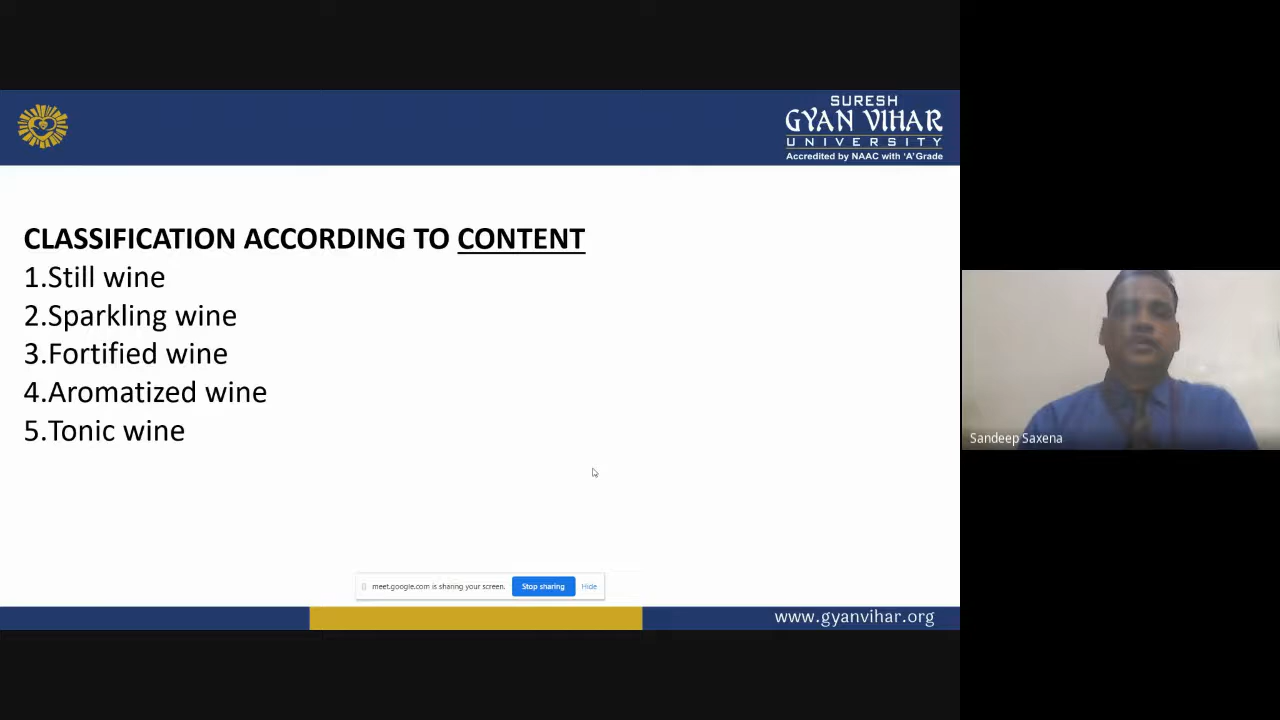 SURESH
GYAN VIHAR
UNIVERSITY
Accredited by NAAC with 'A' Grade
CLASSIFICATION ACCORDING TO CONTENT
1.Still wine
2.Sparkling wine
3.Fortified wine
4.Aromatized wine
5.Tonic wine
Sandeep Saxena
meet.google.com is sharing your screen. Stop sharing Hide
www.gyanvihar.org